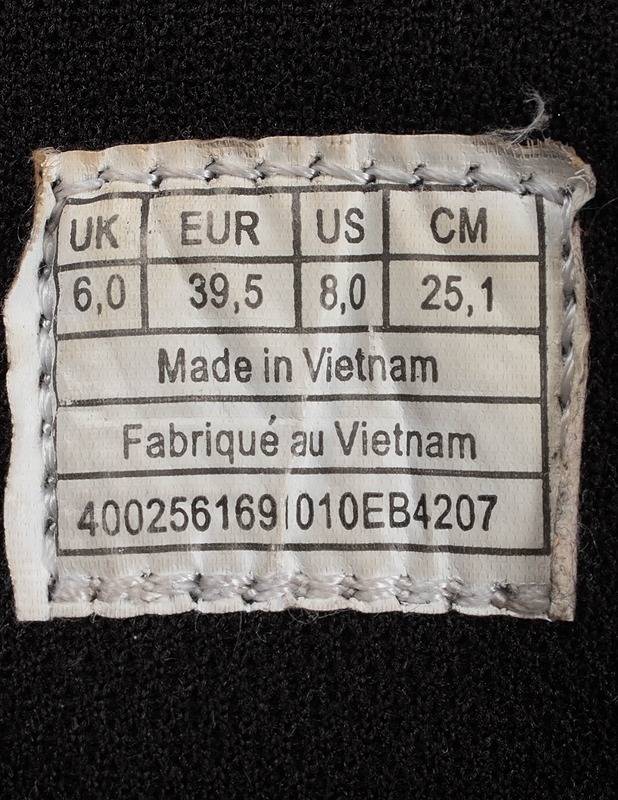 UK EUR US CM
6,0 39,5 8,0 25,1
Made in Vietnam
Fabriqué au Vietnam
4002561691010EB4207